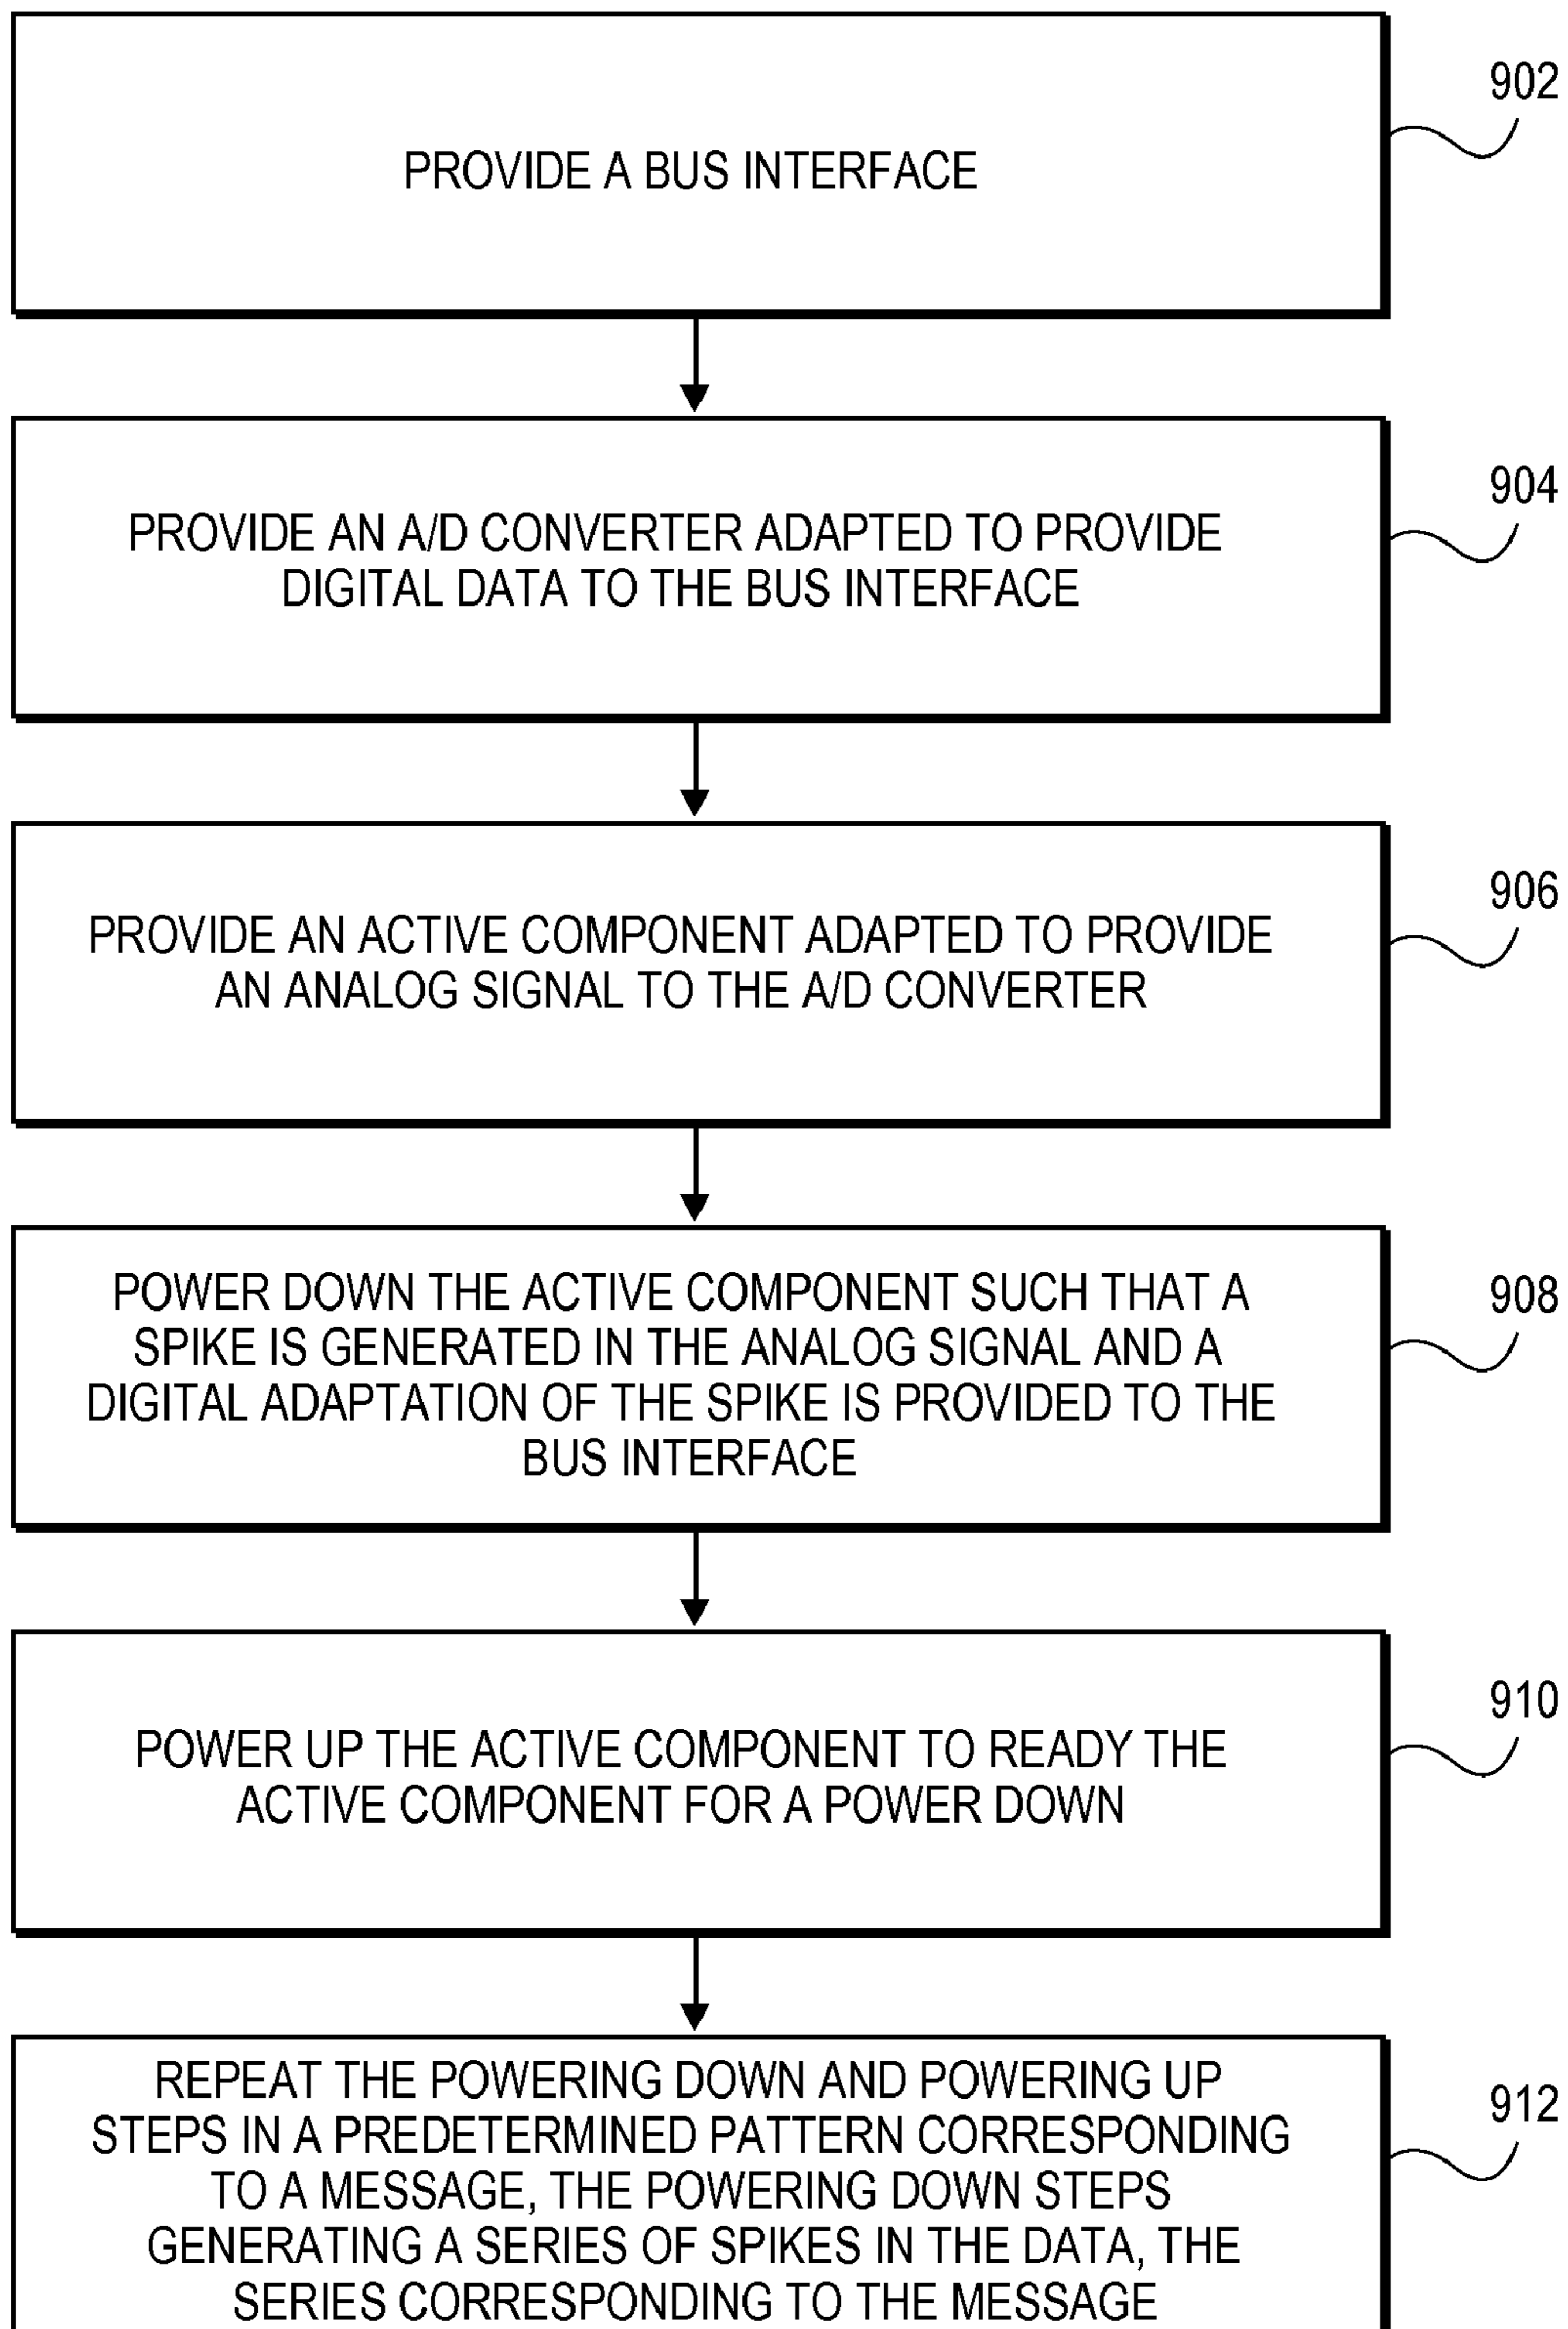 902
PROVIDE A BUS INTERFACE
904
PROVIDE AN A/D CONVERTER ADAPTED TO PROVIDE
DIGITAL DATA TO THE BUS INTERFACE
906
PROVIDE AN ACTIVE COMPONENT ADAPTED TO PROVIDE
AN ANALOG SIGNAL TO THE A/D CONVERTER
908
POWER DOWN THE ACTIVE COMPONENT SUCH THAT A
SPIKE IS GENERATED IN THE ANALOG SIGNAL AND A
DIGITAL ADAPTATION OF THE SPIKE IS PROVIDED TO THE
BUS INTERFACE
910
POWER UP THE ACTIVE COMPONENT TO READY THE
ACTIVE COMPONENT FOR A POWER DOWN
912
REPEAT THE POWERING DOWN AND POWERING UP
STEPS IN A PREDETERMINED PATTERN CORRESPONDING
TO A MESSAGE, THE POWERING DOWN STEPS
GENERATING A SERIES OF SPIKES IN THE DATA, THE
SERIES CORRESPONDING TO THE MESSAGE